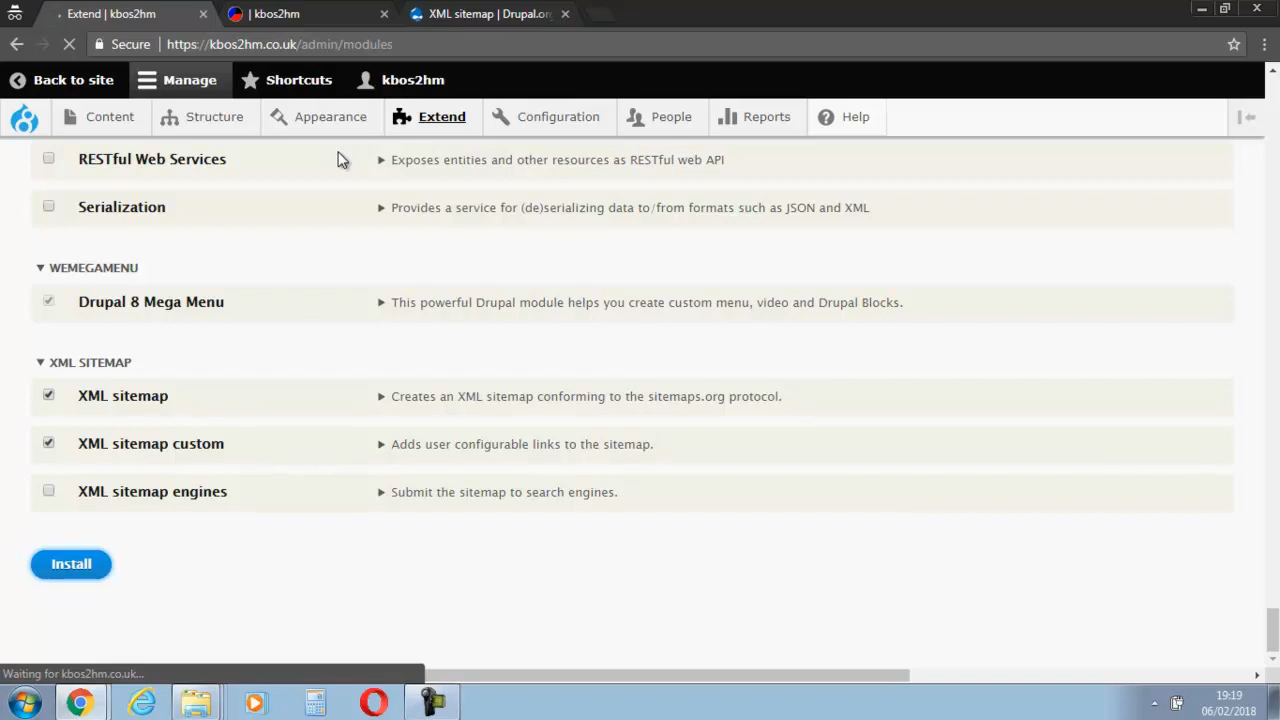 Extend | kbos2hm
| kbos2hm
XML sitemap | Drupal.or
Secure
https://kbos2hm.co.uk/admin/modules
Back to site
Manage
Shortcuts
kbos2hm
Content
Structure
Appearance
Extend
Configuration
People
Reports
Help
RESTful Web Services
Exposes entities and other resources as RESTful web API
Serialization
Provides a service for (de)serializing data to/from formats such as JSON and XML
WEMEGAMENU
Drupal 8 Mega Menu
This powerful Drupal module helps you create custom menu, video and Drupal Blocks.
XML SITEMAP
XML sitemap
Creates an XML sitemap conforming to the sitemaps.org protocol.
XML sitemap custom
Adds user configurable links to the sitemap.
XML sitemap engines
Submit the sitemap to search engines.
Install
Waiting for kbos2hm.co.uk...
19:19
06/02/2018